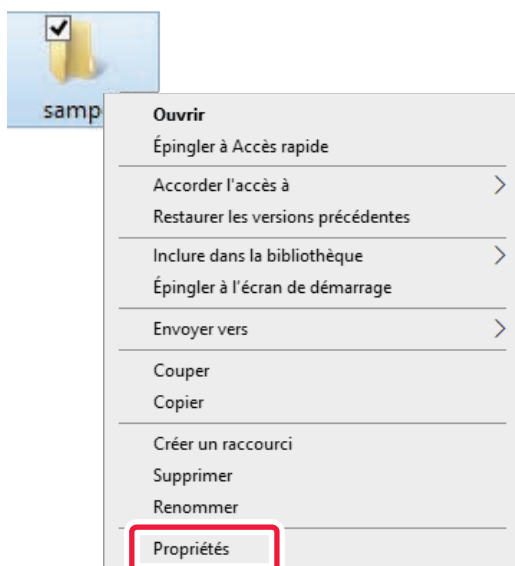 samp
Ouvrir
Épingler à Accès rapide
Accorder l'accès à
Restaurer les versions précédentes
Inclure dans la bibliothèque
Épingler à l'écran de démarrage
Envoyer vers
Couper
Copier
Créer un raccourci
Supprimer
Renommer
Propriétés